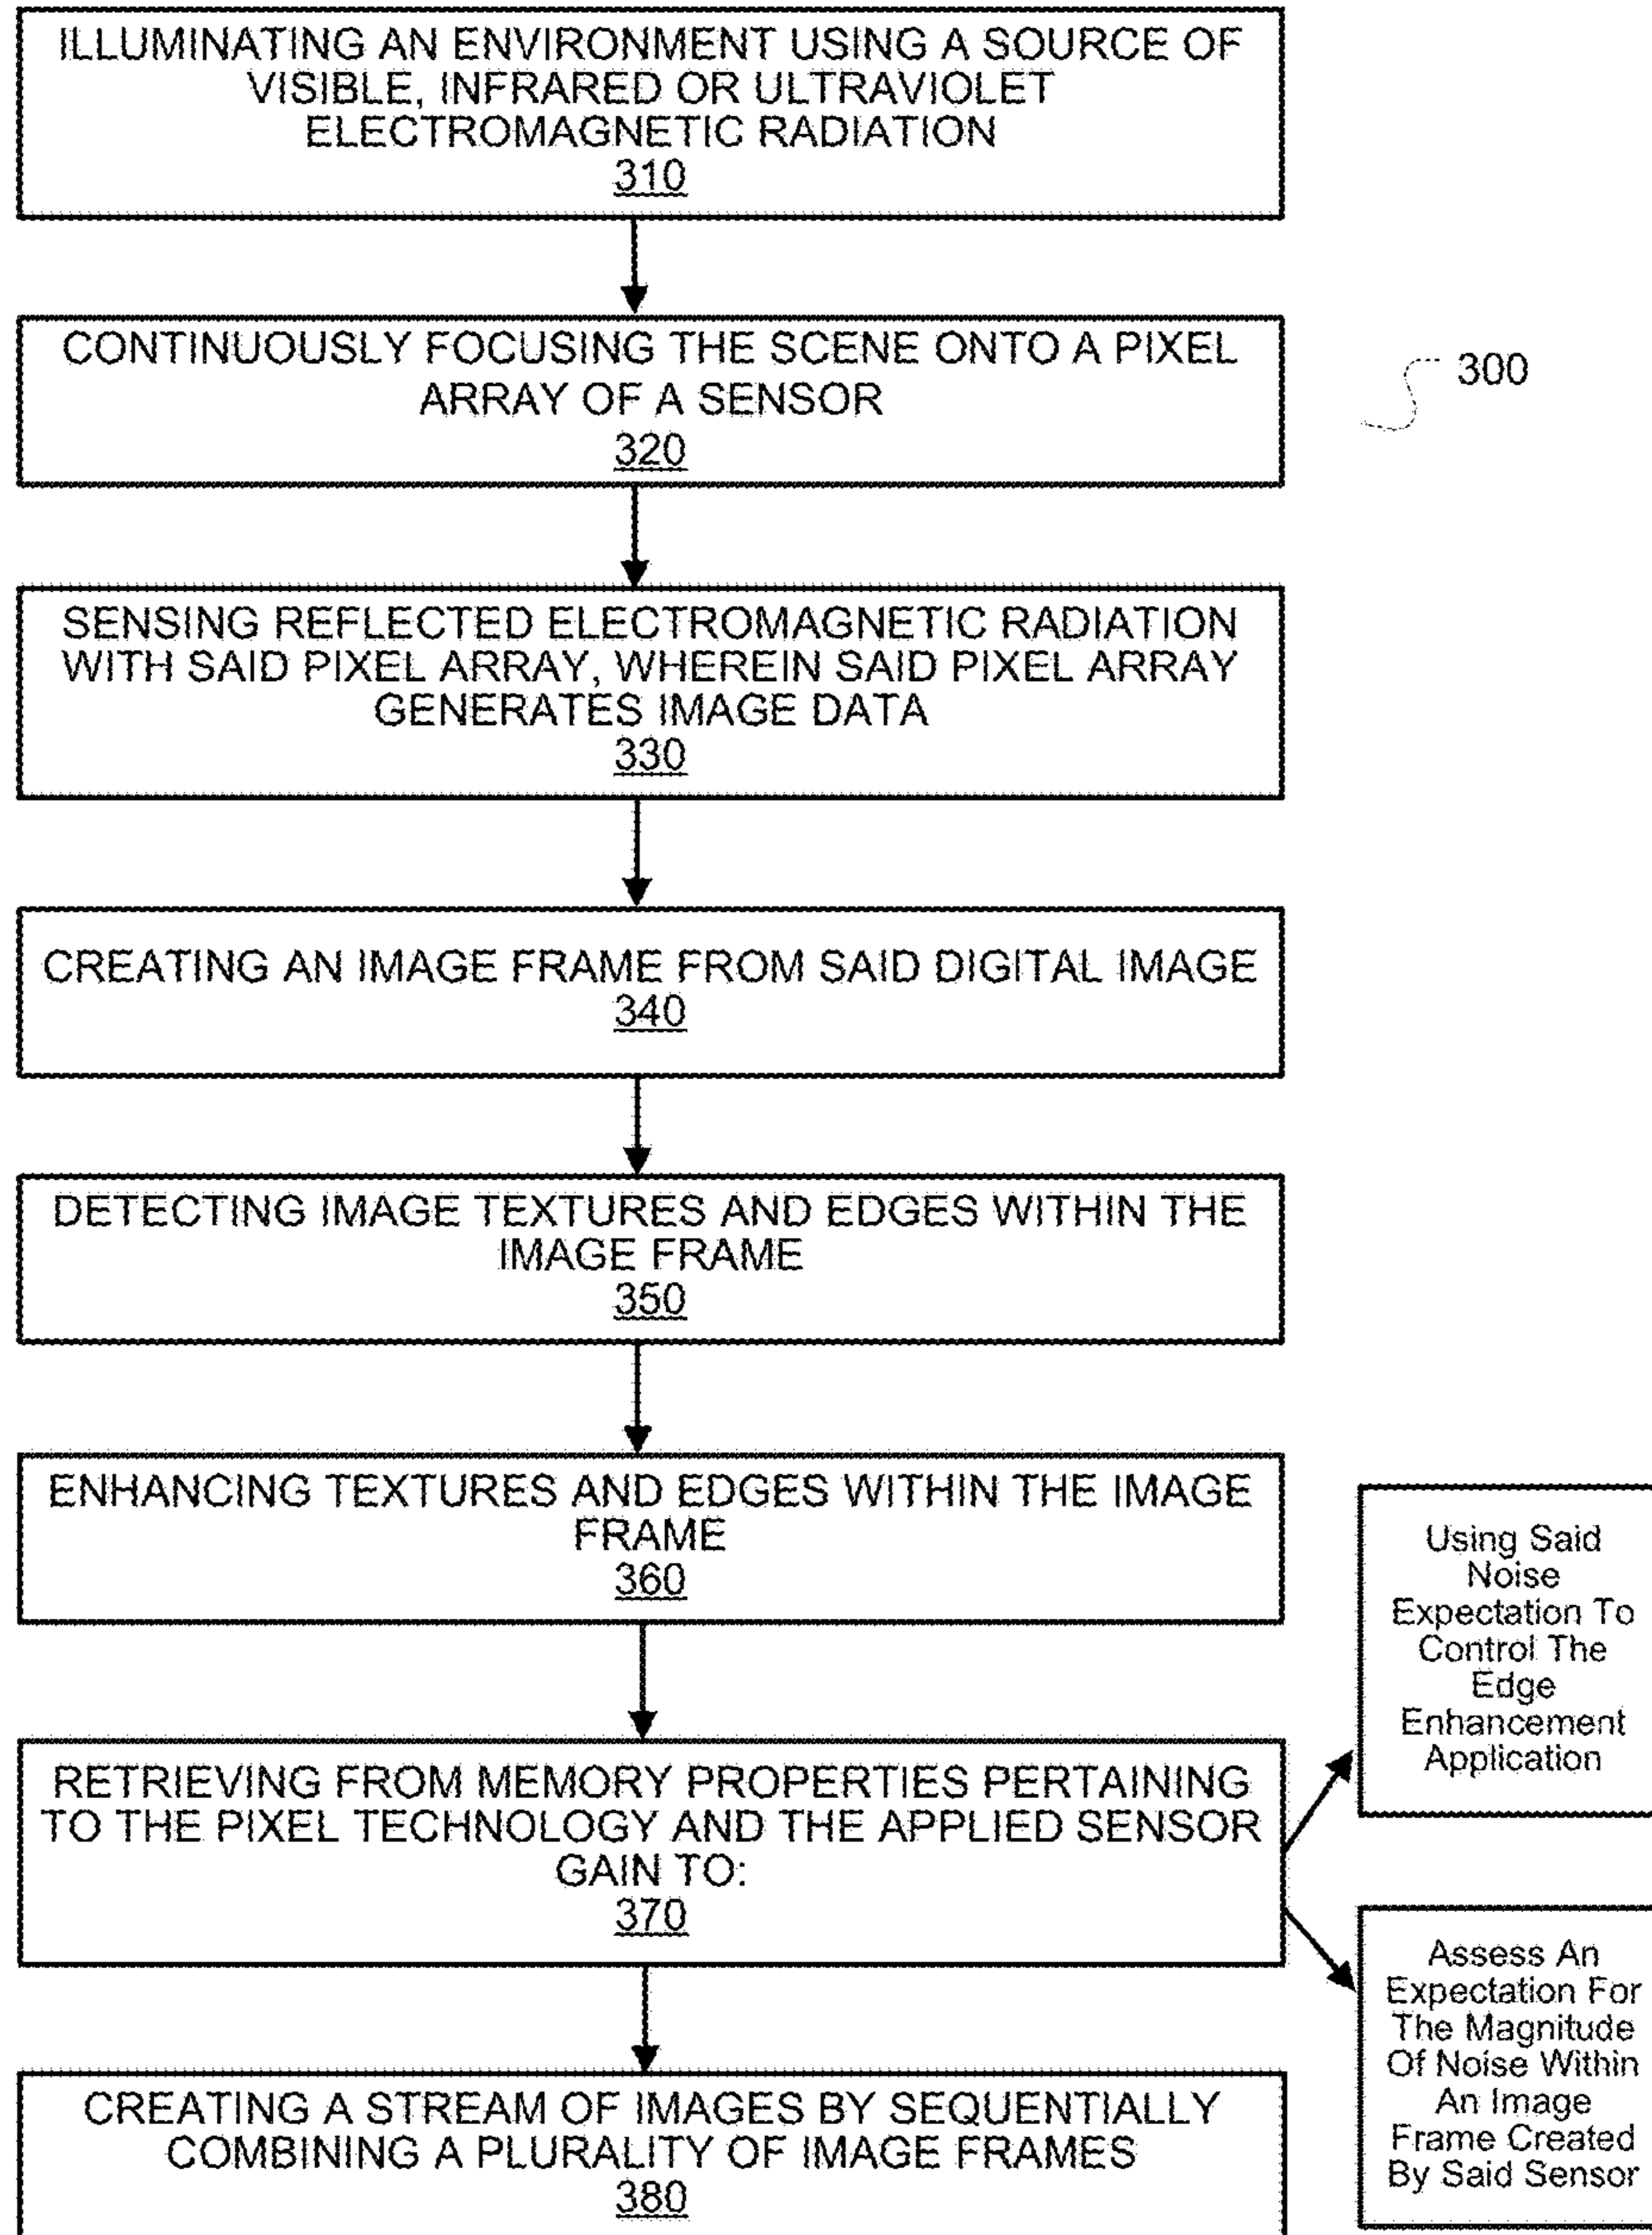 ILLUMINATING AN ENVIRONMENT USING A SOURCE OF
VISIBLE, INFRARED OR ULTRAVIOLET
ELECTROMAGNETIC RADIATION
310
CONTINUOUSLY FOCUSING THE SCENE ONTO A PIXEL
ARRAY OF A SENSOR
320
300
SENSING REFLECTED ELECTROMAGNETIC RADIATION
WITH SAID PIXEL ARRAY, WHEREIN SAID PIXEL ARRAY
GENERATES IMAGE DATA
330
CREATING AN IMAGE FRAME FROM SAID DIGITAL IMAGE
340
DETECTING IMAGE TEXTURES AND EDGES WITHIN THE
IMAGE FRAME
350
ENHANCING TEXTURES AND EDGES WITHIN THE IMAGE
FRAME
360
RETRIEVING FROM MEMORY PROPERTIES PERTAINING
TO THE PIXEL TECHNOLOGY AND THE APPLIED SENSOR
GAIN TO:
370
Using Said
Noise
Expectation To
Control The
Edge
Enhancement
Application
Assess An
Expectation For
The Magnitude
Of Noise Within
An Image
Frame Created
By Said Sensor
CREATING A STREAM OF IMAGES BY SEQUENTIALLY
COMBINING A PLURALITY OF IMAGE FRAMES
380